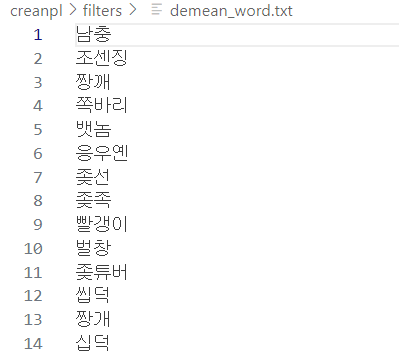 creanpl > filters > demean_word.txt
1 남충
2 조센징
3 짱깨
4 쪽바리
5 뱃놈
6 응우옌
7 좆선
8 좆족
9 빨갱이
10 벌창
11 좆튜버
12 씹덕
13 짱개
14 십덕